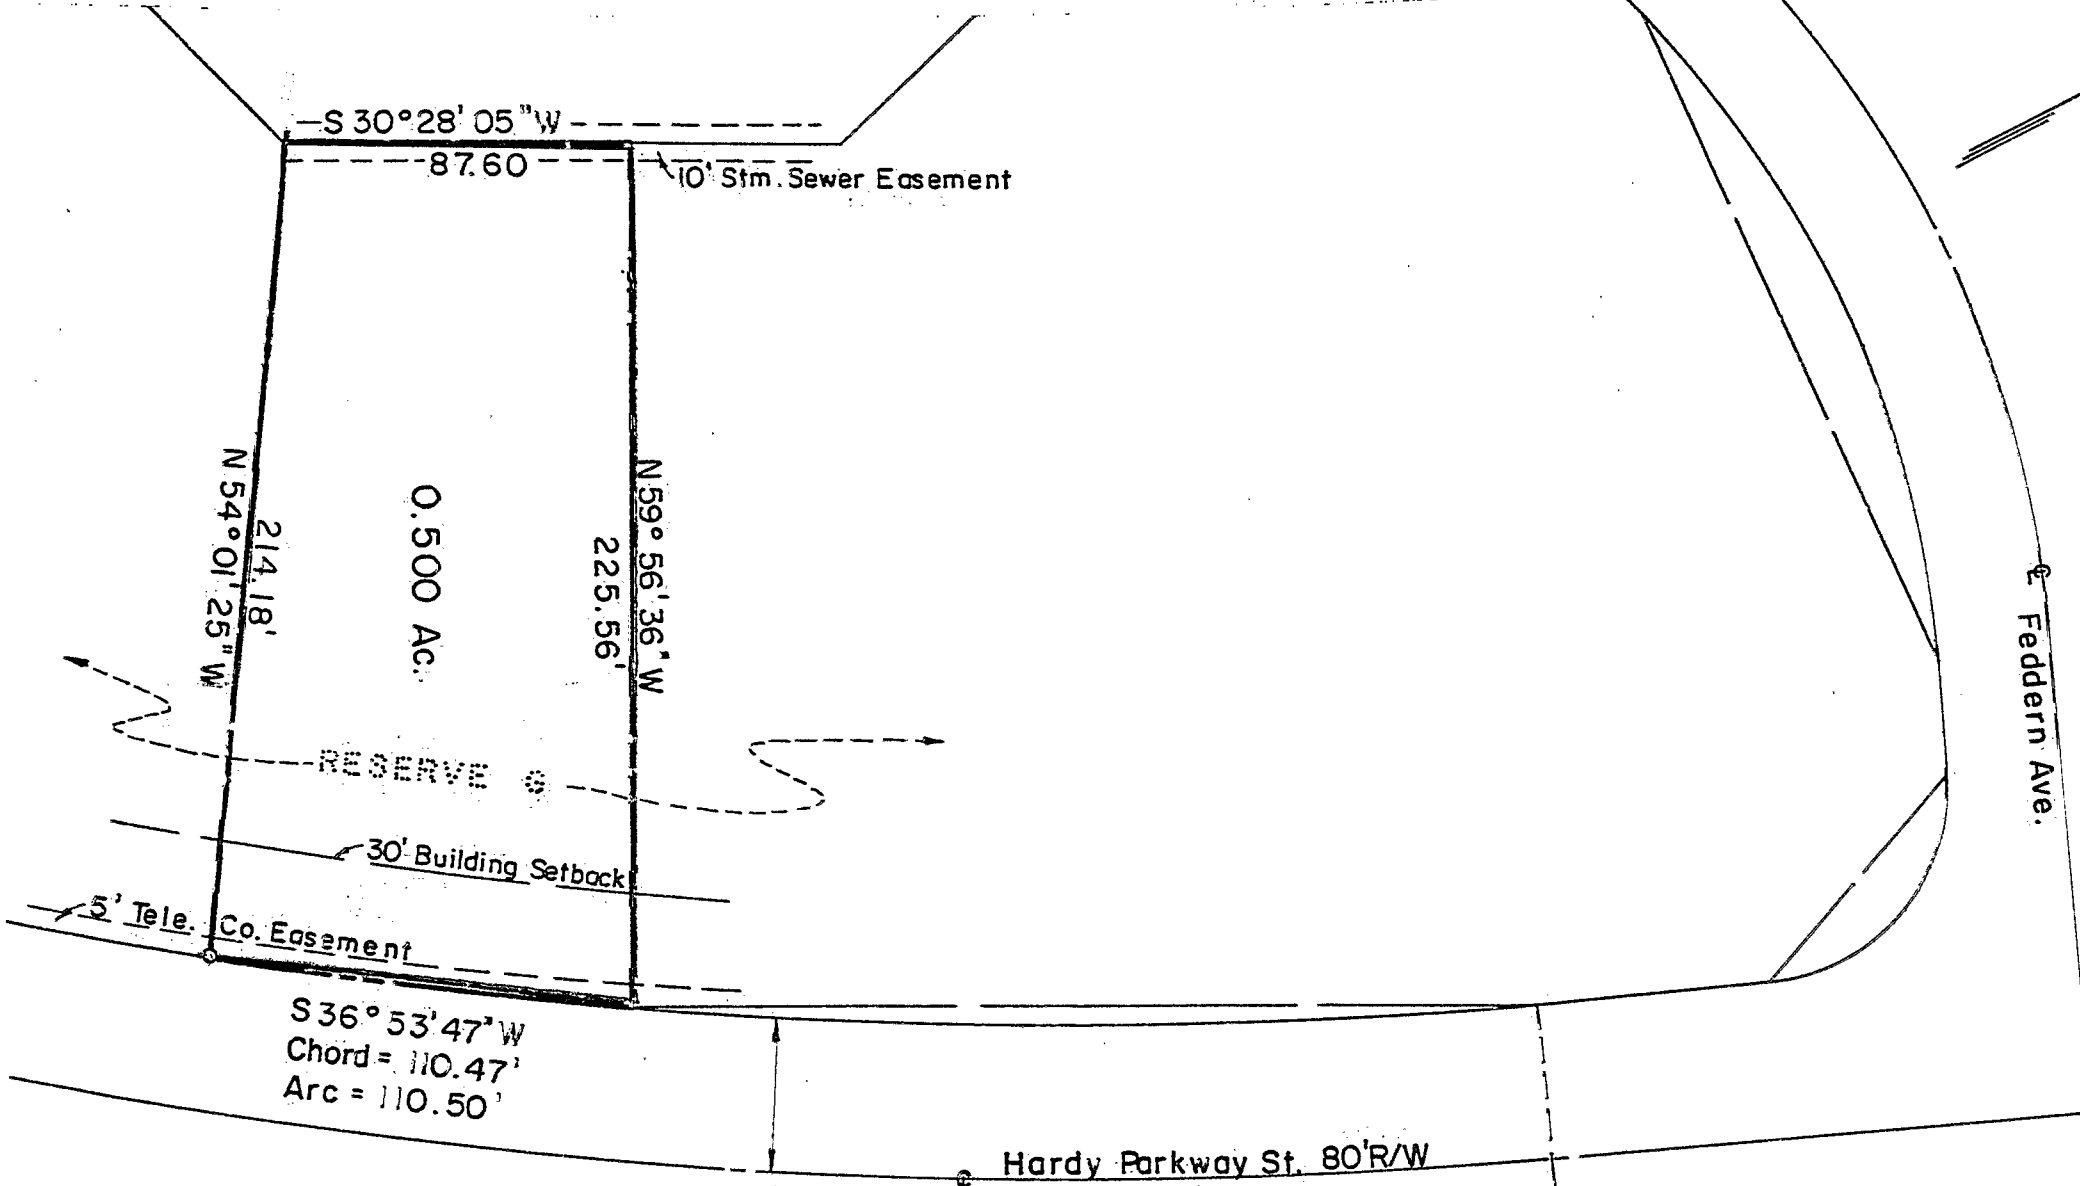 S 30° 28' 05" W
87.60
10' Stm. Sewer Easement
N 54° 01' 25" W
214.18'
0.500 Ac.
N 59° 56' 36" W
225.56'
RESERVE G
30' Building Setback
5' Tele. Co. Easement
S 36° 53' 47" W
Chord = 110.47'
Arc = 110.50'
℄ Feddern Ave.
℄ Hardy Parkway St. 80' R/W